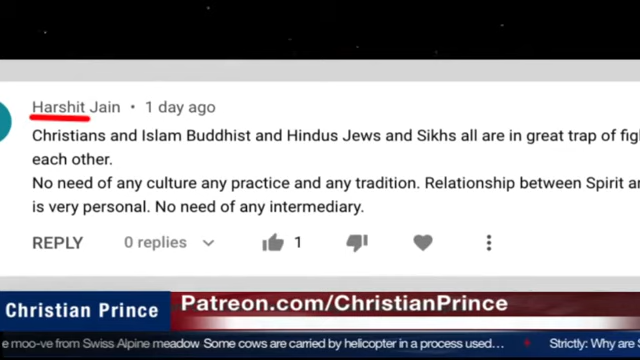 Harshit Jain • 1 day ago
Christians and Islam Buddhist and Hindus Jews and Sikhs all are in great trap of
each other.
No need of any culture any practice and any tradition. Relationship between Spirit
is very personal. No need of any intermediary.
REPLY 0 replies 1
Christian Prince
Patreon.com/ChristianPrince
e moo-ve from Swiss Alpine meadow Some cows are carried by helicopter in a process used... Strictly: Why are